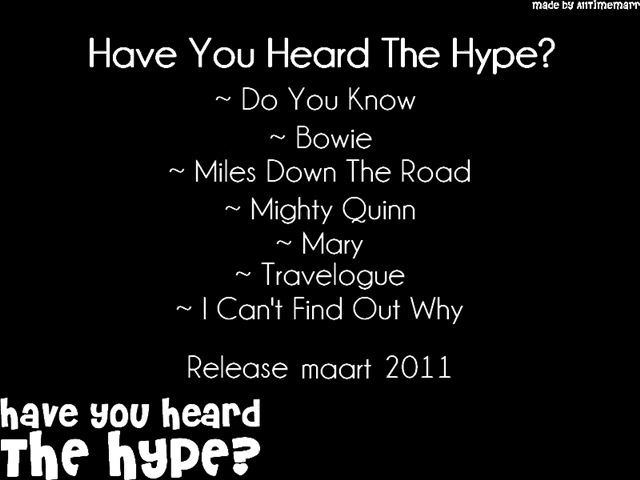 made by AllTimemarr
Have You Heard The Hype?
~ Do You Know
~ Bowie
~ Miles Down The Road
~ Mighty Quinn
~ Mary
~ Travelogue
~ I Can't Find Out Why
Release maart 2011
have you heard
The hype?